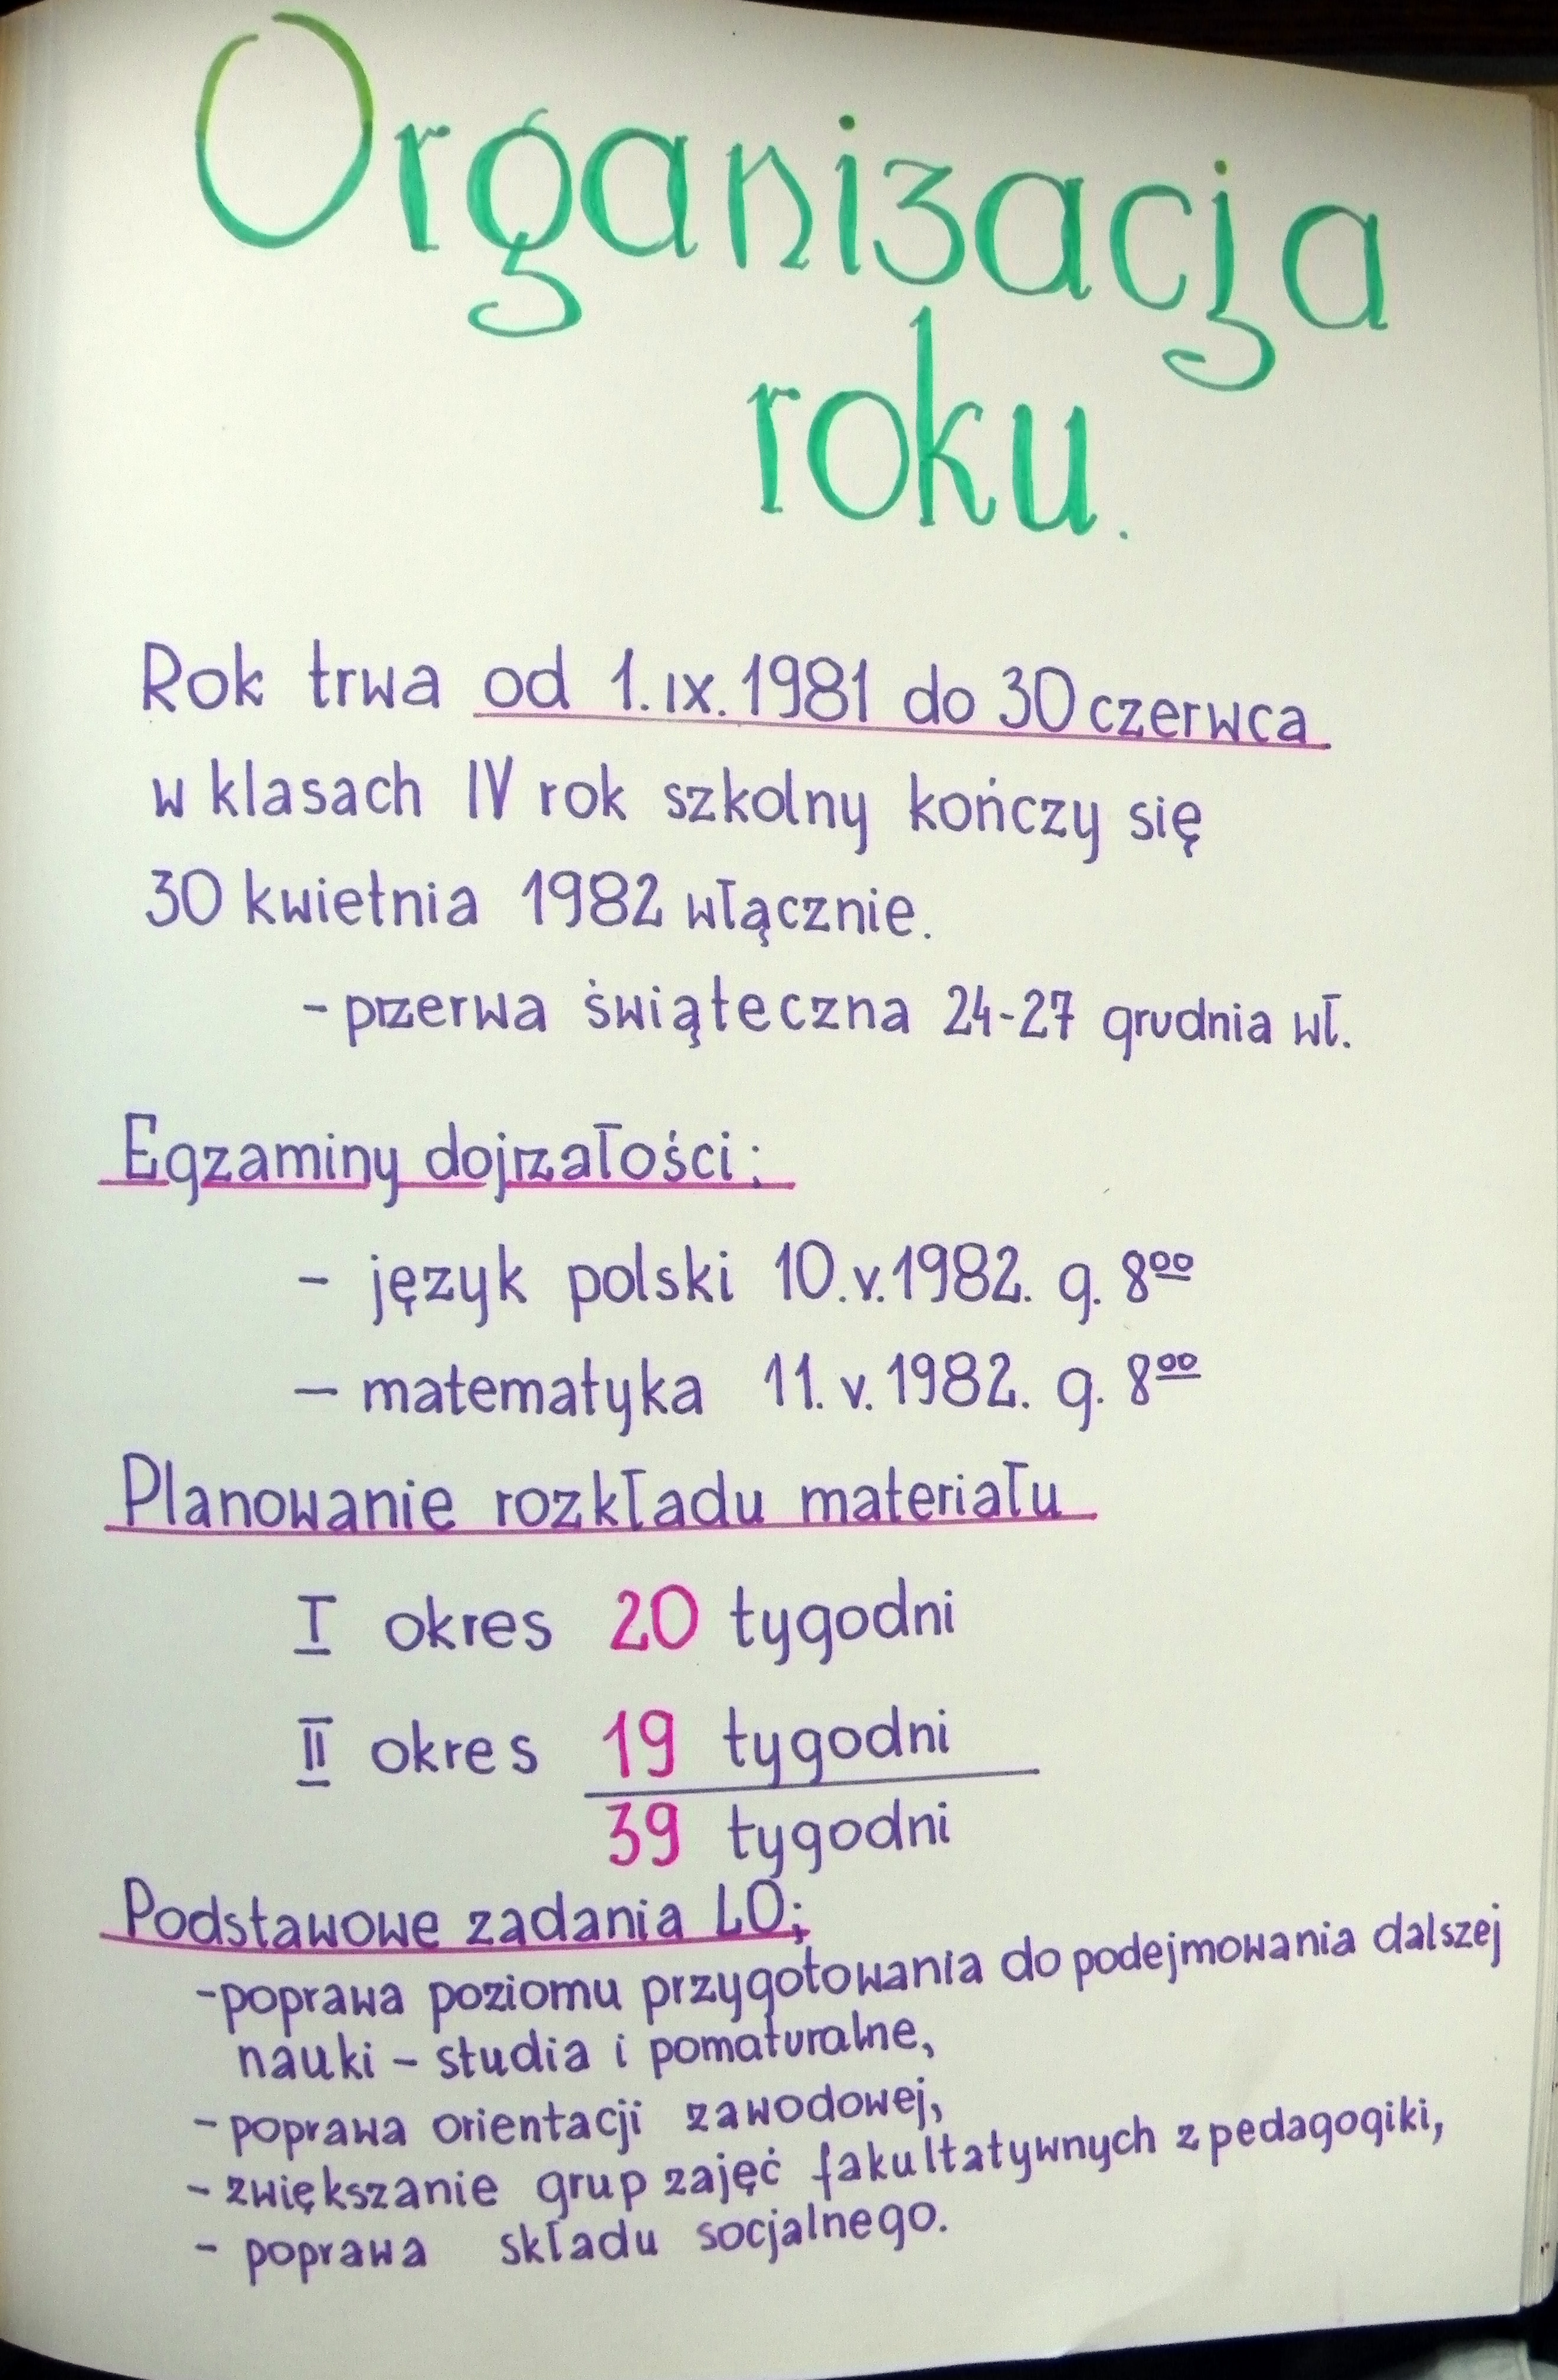 Organizacja
roku.
Rok trwa od 1.IX.1981 do 30 czerwca
w klasach IV rok szkolny kończy się
30 kwietnia 1982 włącznie.
- przerwa świąteczna 24-27 grudnia wł.
Egzaminy dojrzałości:
- język polski 10.V.1982. g. 8⁰⁰
- matematyka 11.V.1982. g. 8⁰⁰
Planowanie rozkładu materiału
I okres 20 tygodni
II okres 19 tygodni
39 tygodni
Podstawowe zadania LO:
- poprawa poziomu przygotowania do podejmowania dalszej
nauki - studia i pomaturalne,
- poprawa orientacji zawodowej,
- zwiększanie grup zajęć fakultatywnych z pedagogiki,
- poprawa składu socjalnego.